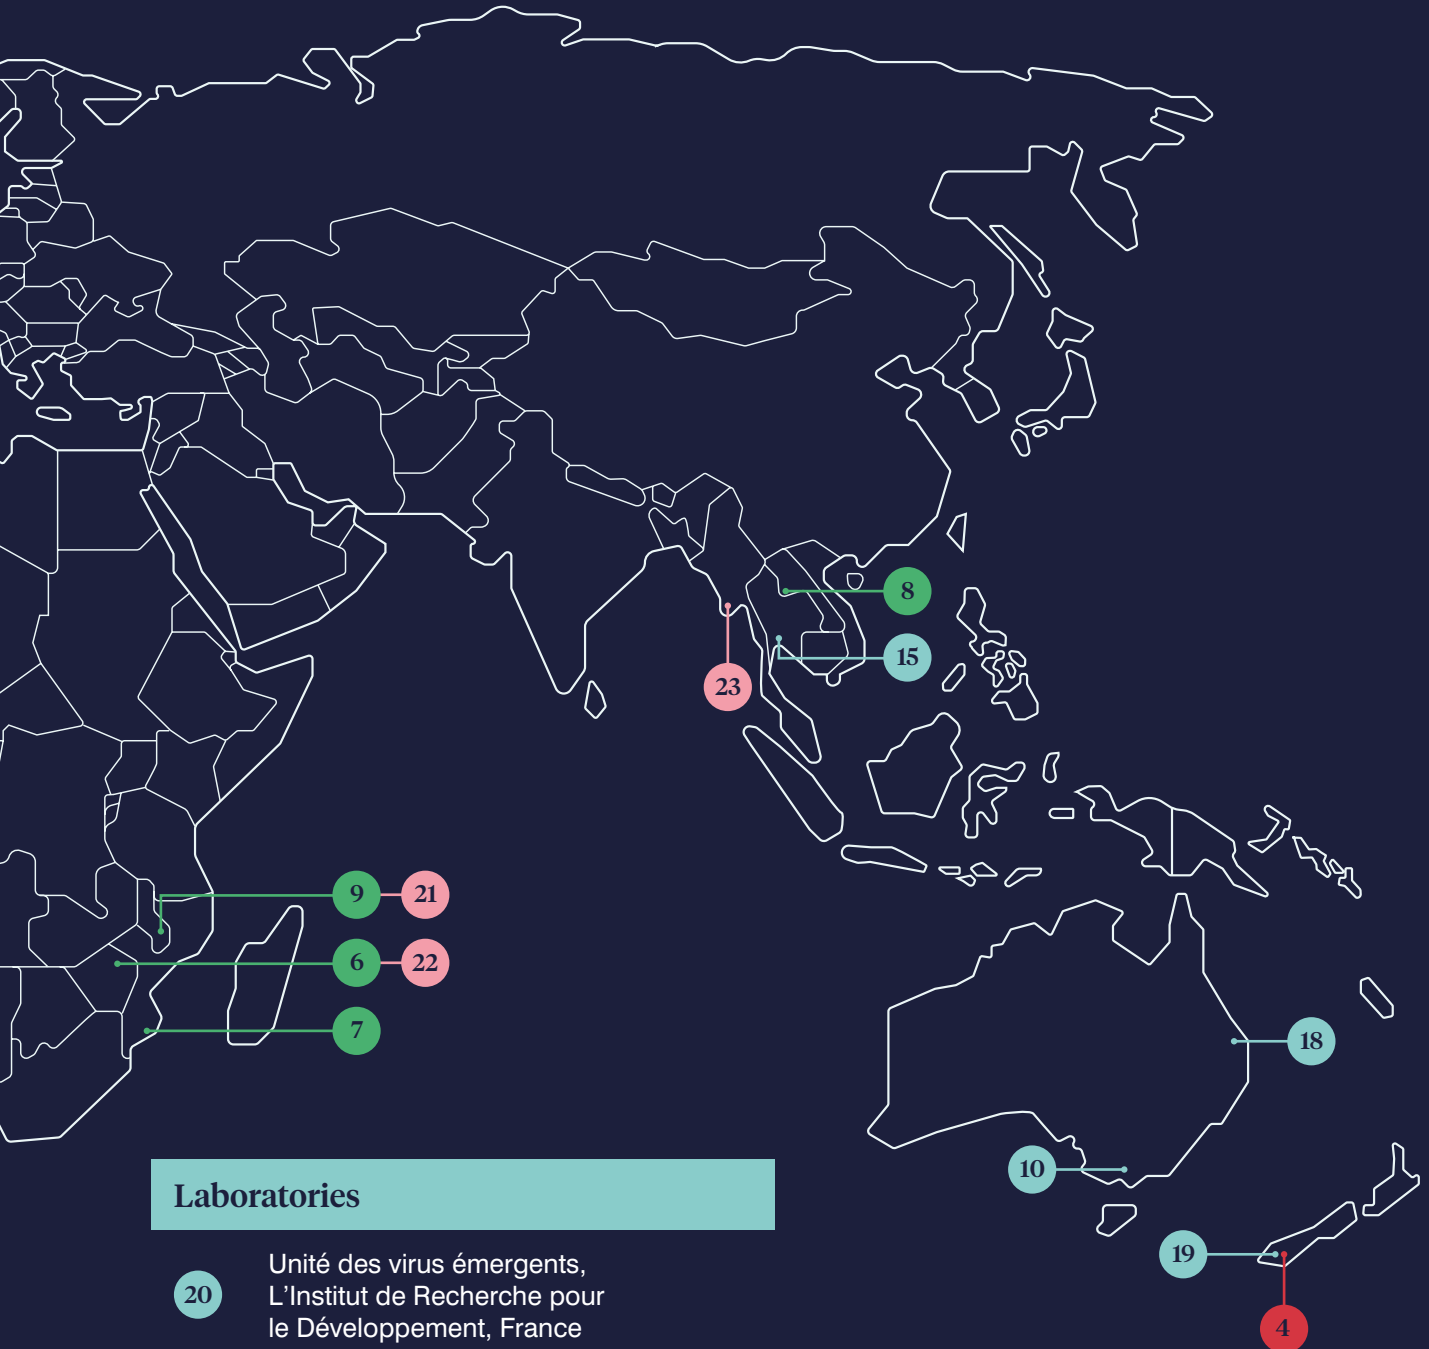 8
15
23
9 21
6 22
7
18
10
19
4
Laboratories
20
Unité des virus émergents,
L’Institut de Recherche pour
le Développement, France